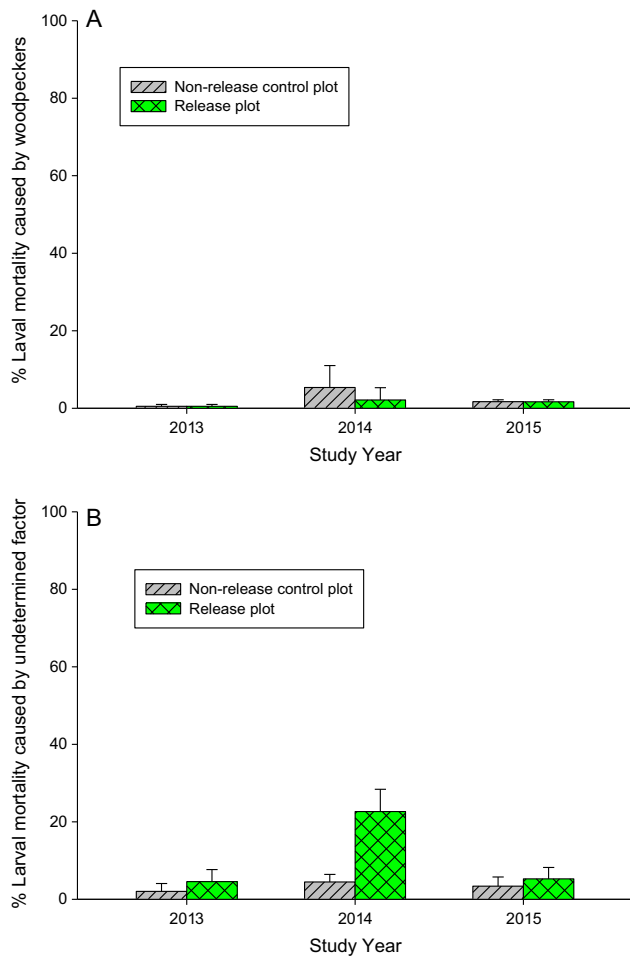 A
% Laval mortality caused by woodpeckers
100
80
60
40
20
0
Non-release control plot
Release plot
2013
2014
2015
Study Year
B
% Larval mortality caused by undetermined factor
100
80
60
40
20
0
Non-release control plot
Release plot
2013
2014
2015
Study Year